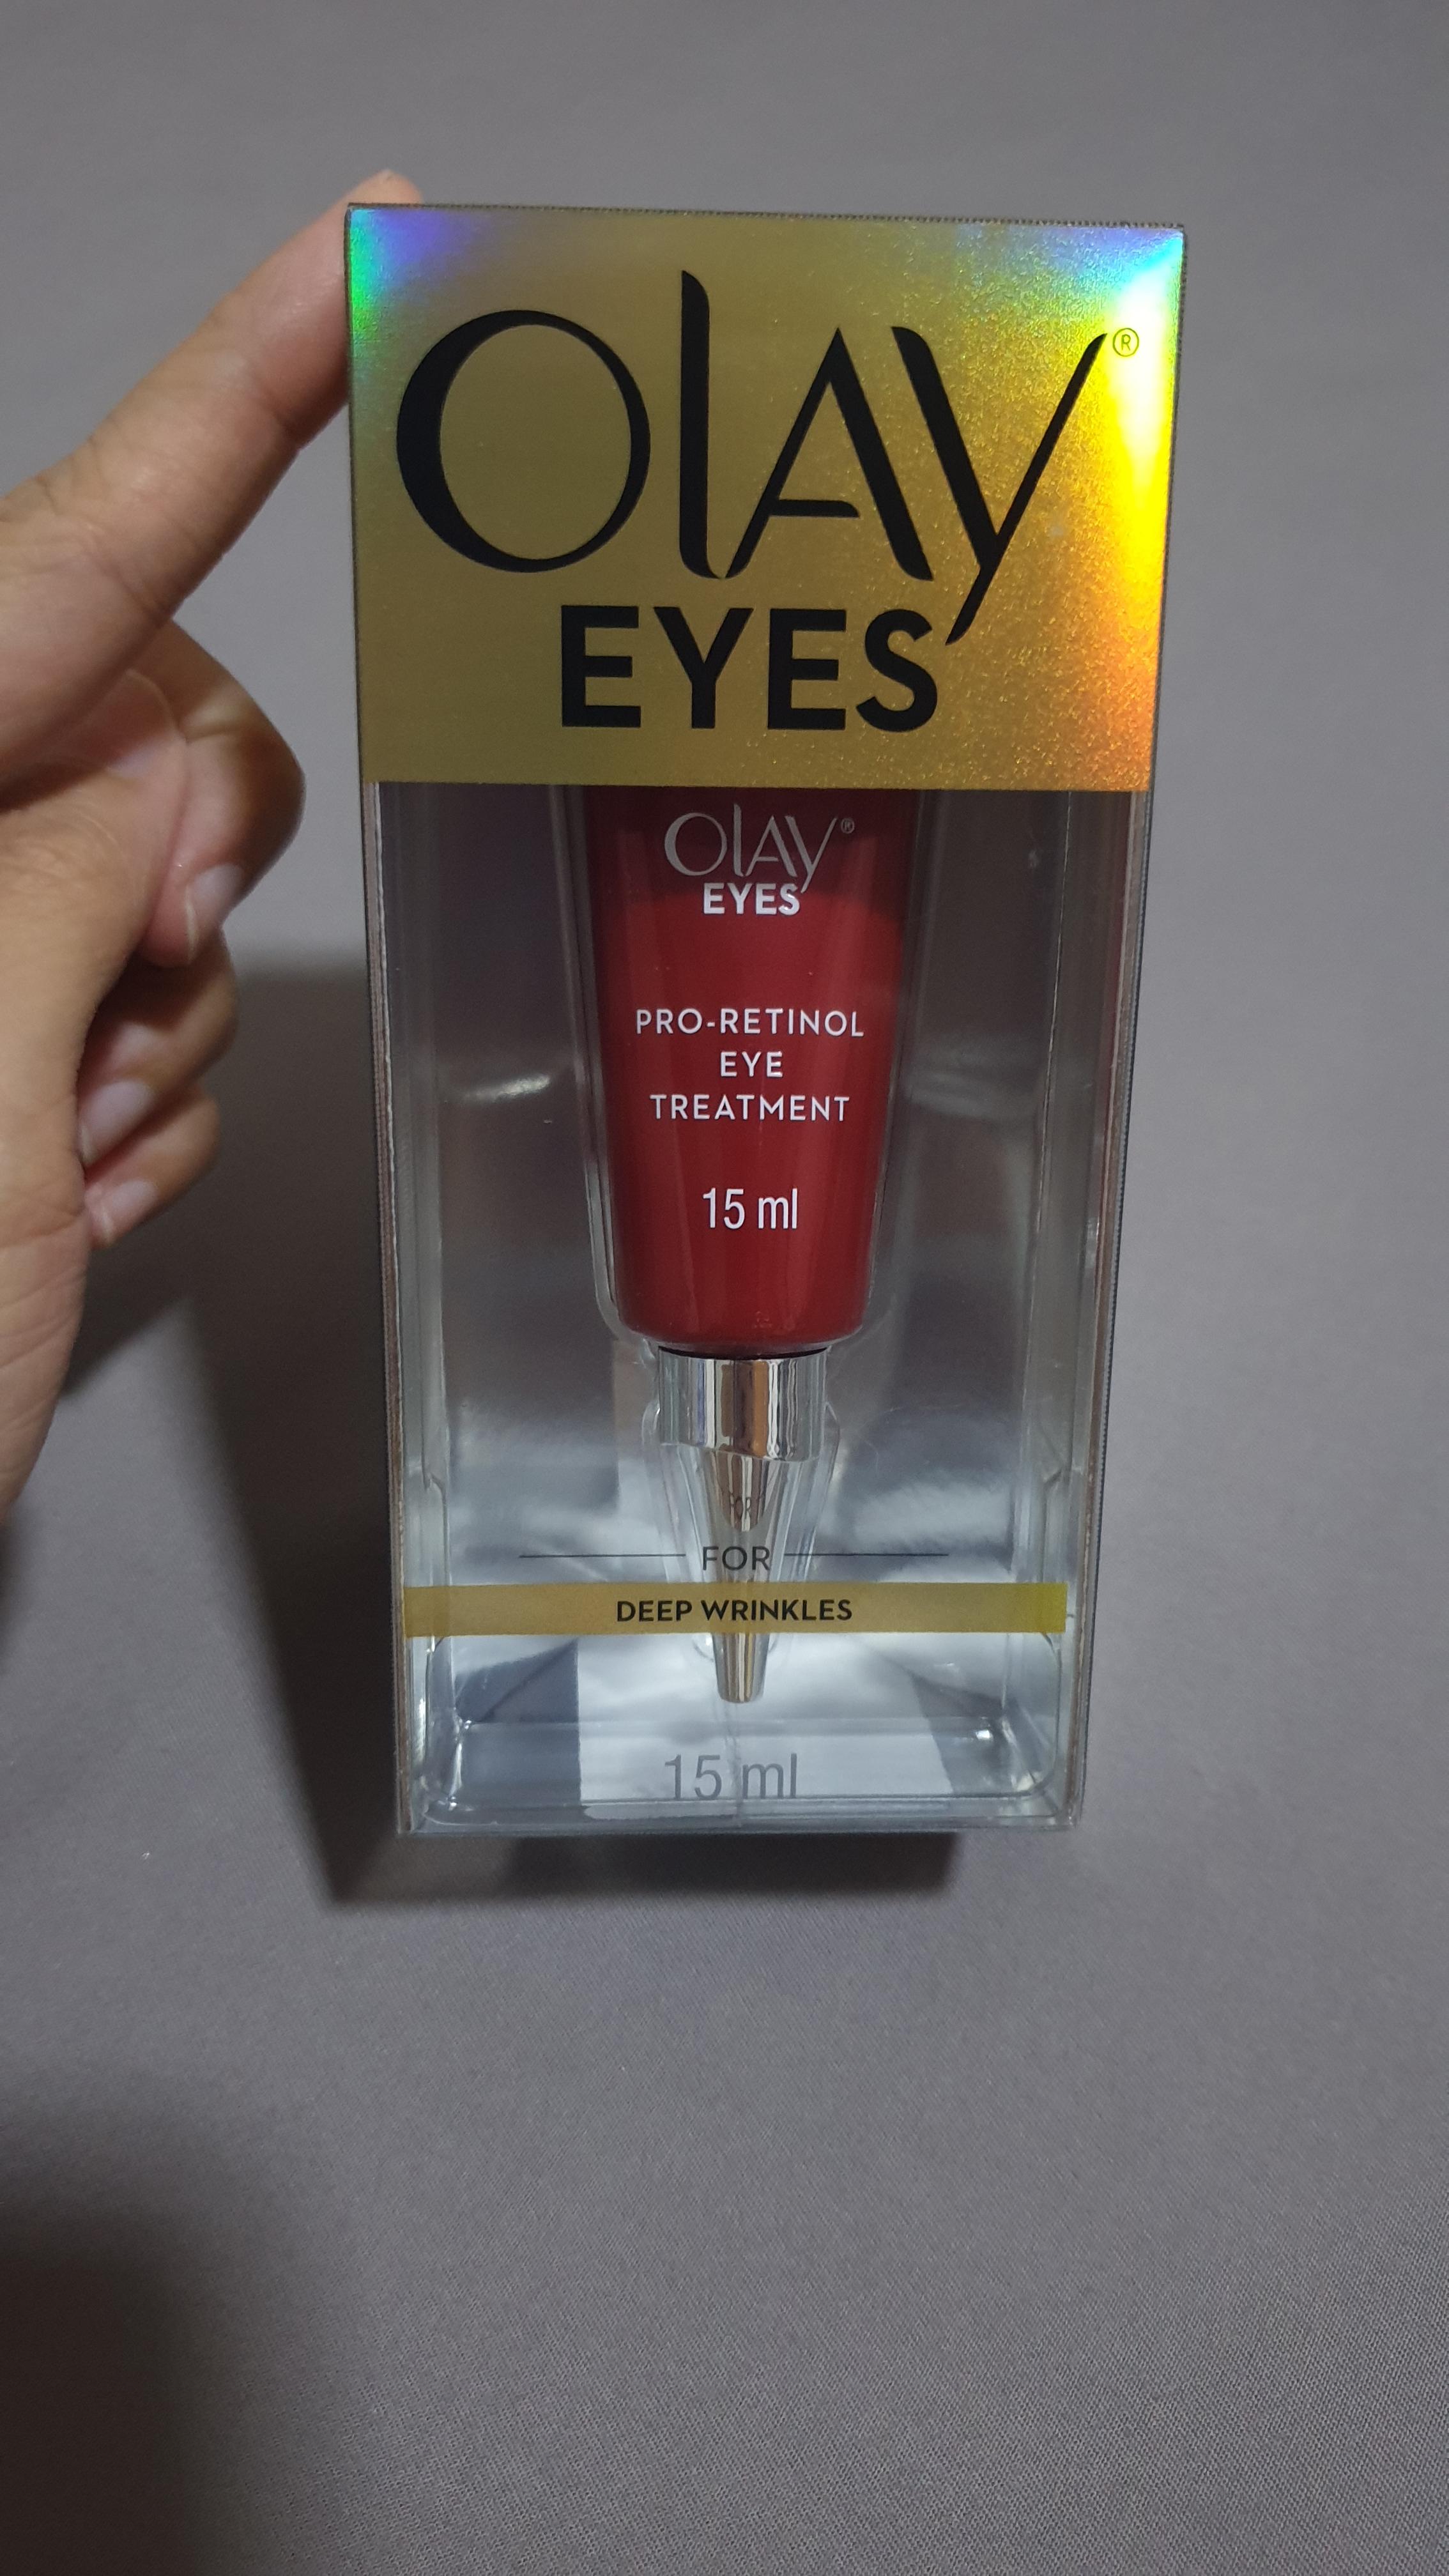 OLAY®
EYES
OLAY®
EYES
PRO-RETINOL
EYE
TREATMENT
15 ml
FOR
DEEP WRINKLES
15 ml